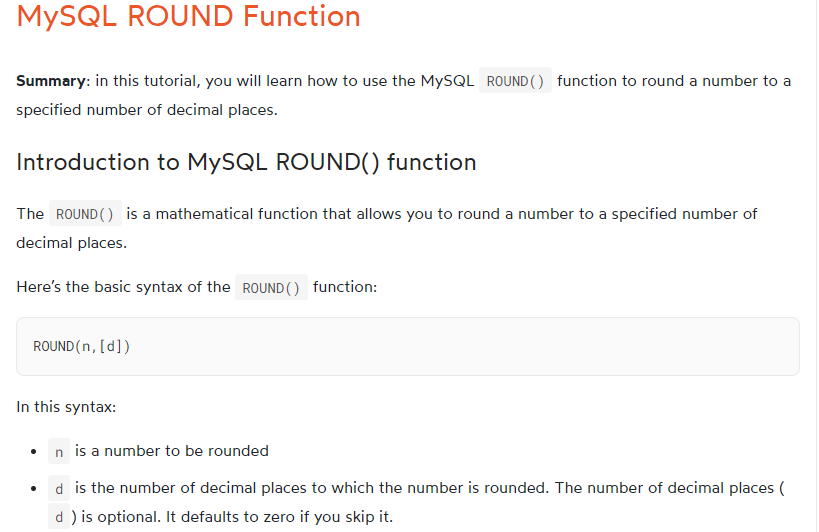 MySQL ROUND Function
Summary: in this tutorial, you will learn how to use the MySQL ROUND() function to round a number to a
specified number of decimal places.
Introduction to MySQL ROUND() function
The ROUND() is a mathematical function that allows you to round a number to a specified number of
decimal places.
Here’s the basic syntax of the ROUND() function:
ROUND(n,[d])
In this syntax:
• n is a number to be rounded
• d is the number of decimal places to which the number is rounded. The number of decimal places (
d ) is optional. It defaults to zero if you skip it.